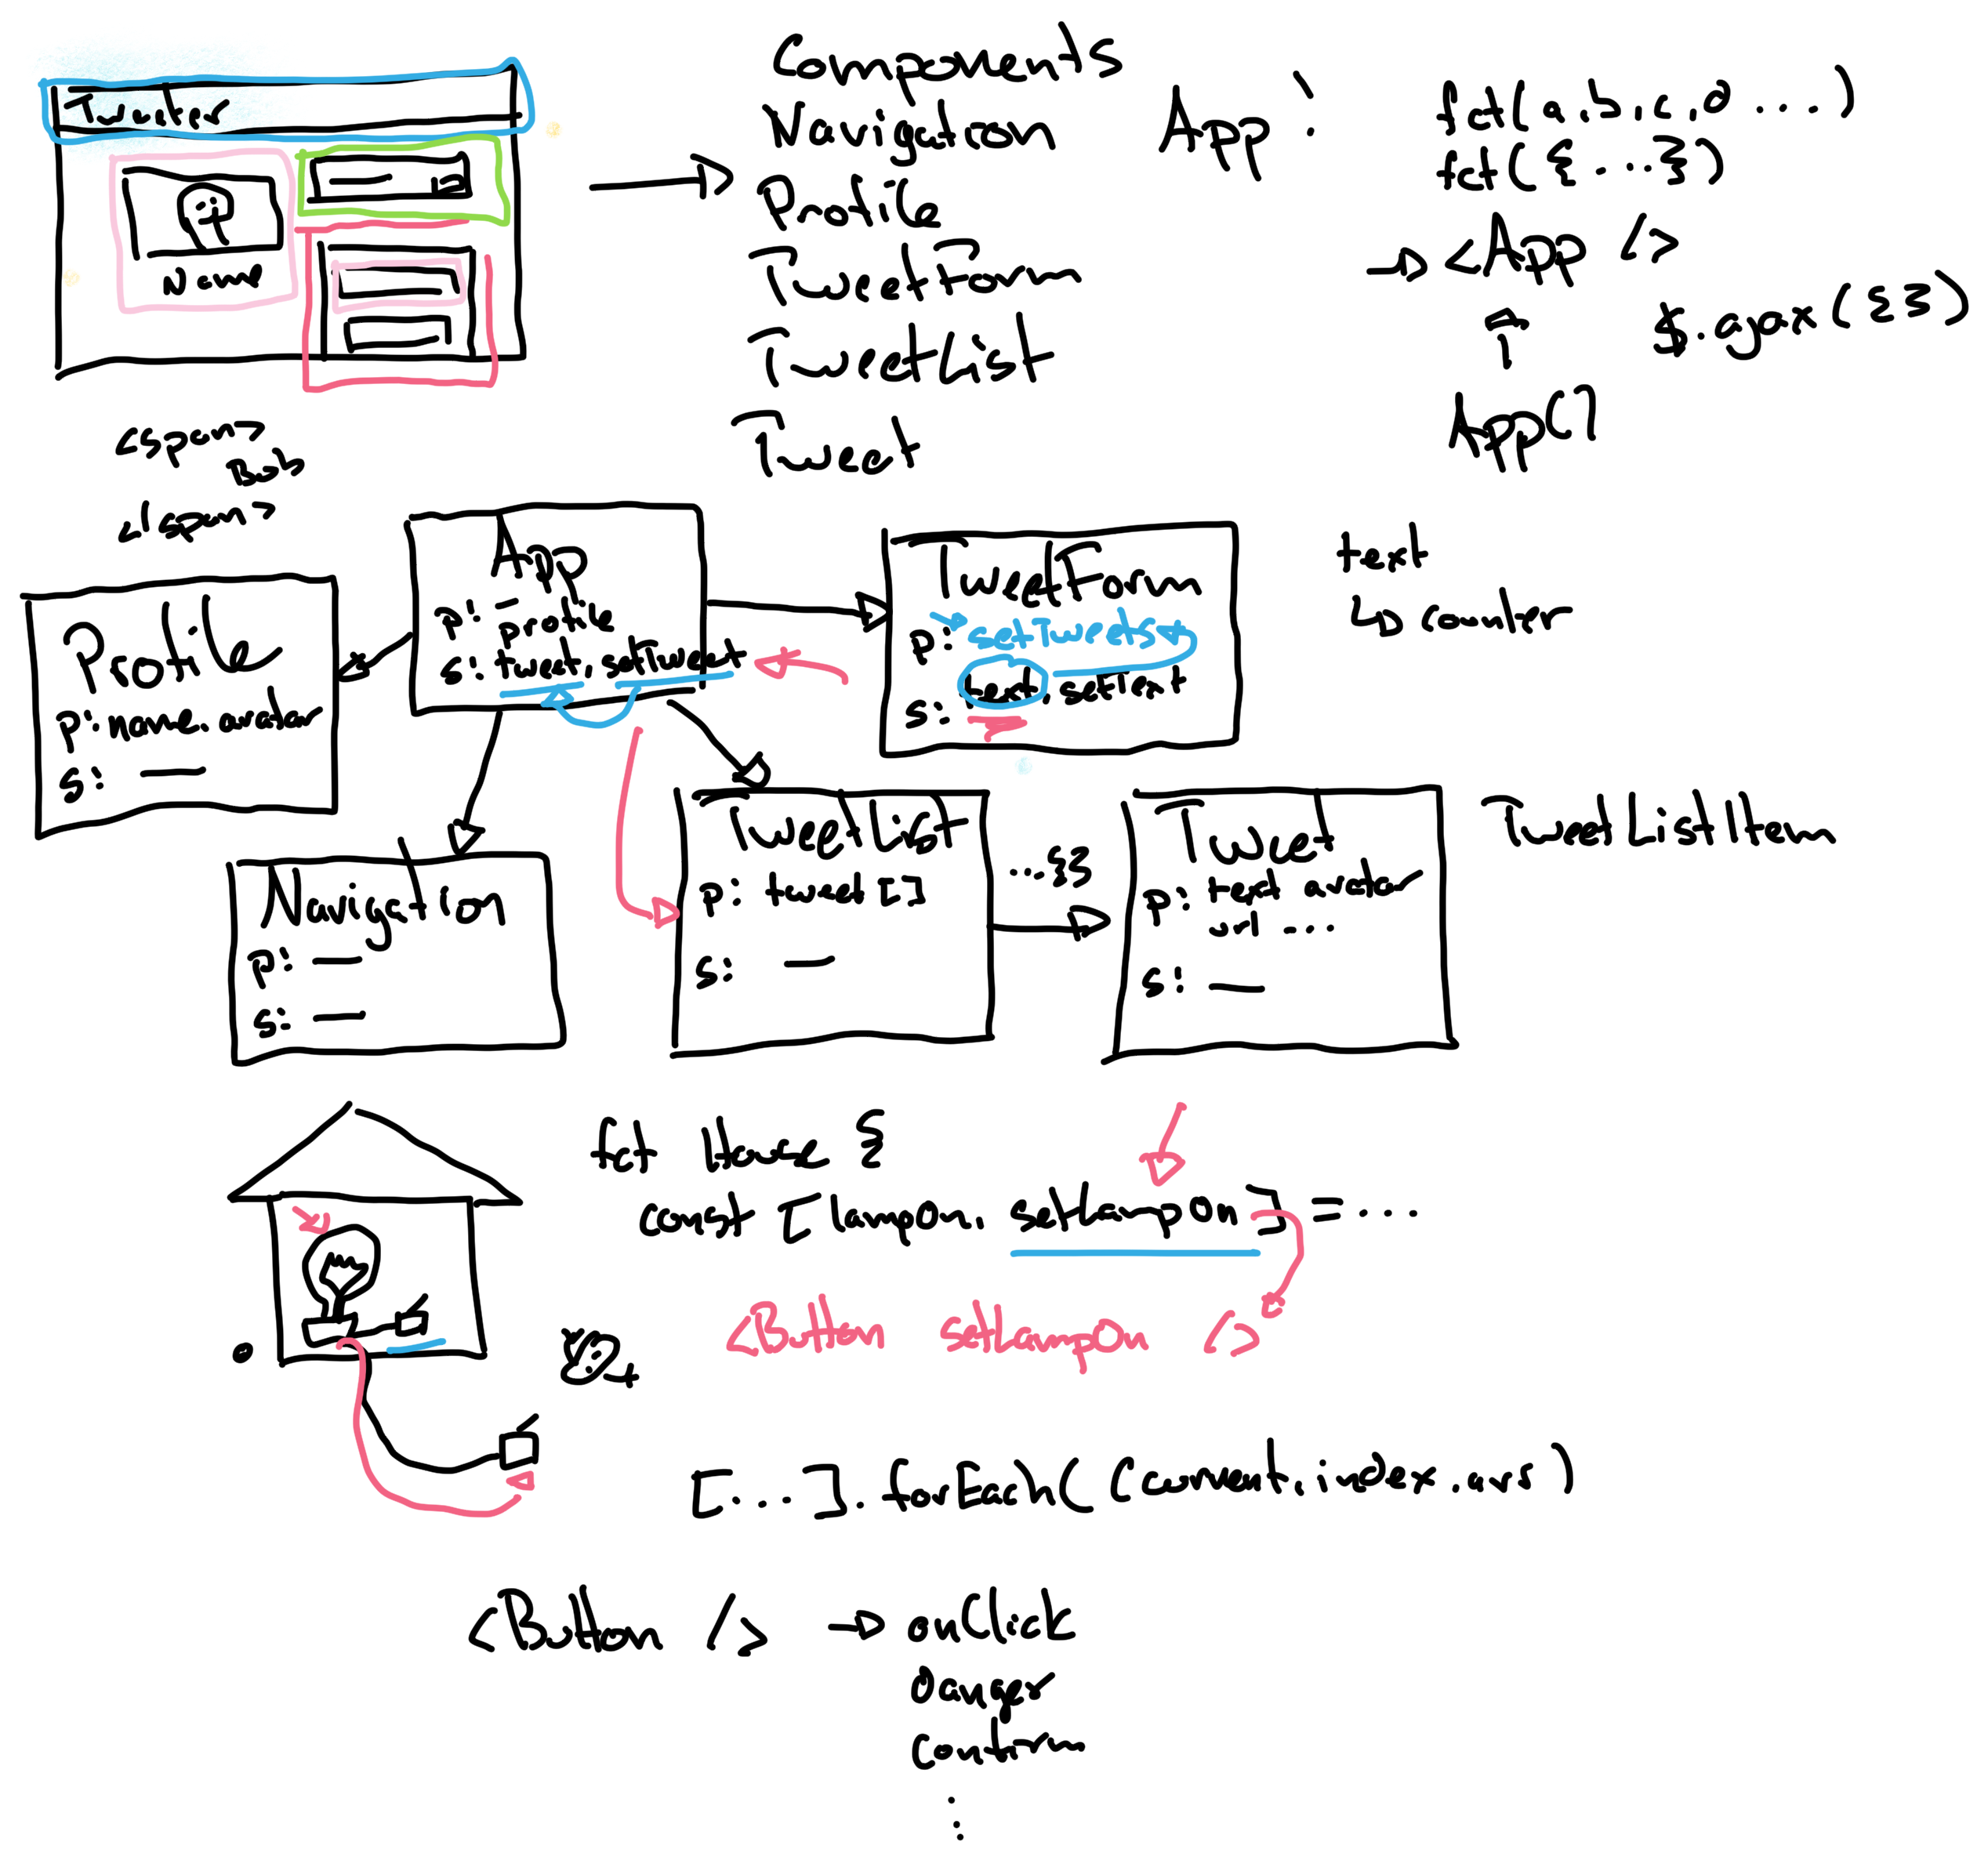 Tweeter
Name
Components
Navigation
Profile
TweetForm
TweetList
Tweet
App:
fct(a,b,c,d ....)
fct({...})
<App />
$.ajax({})
App()
<span>
Bob
</span>
App
p: —
profile
s: tweet, setTweet
TweetForm
p: setTweets
s: text, setText
text
counter
Profile
p: name, avatar
s: —
Navigation
p: —
s: —
TweetList
p: tweet []
s: —
...{}
Tweet
p: text avatar
url ...
s: —
TweetListItem
fct House {
const [lampOn, setLampOn] = ...
<Button setLampOn />
[...].forEach((current, index,
<Button /> → onClick
Danger
Confirm